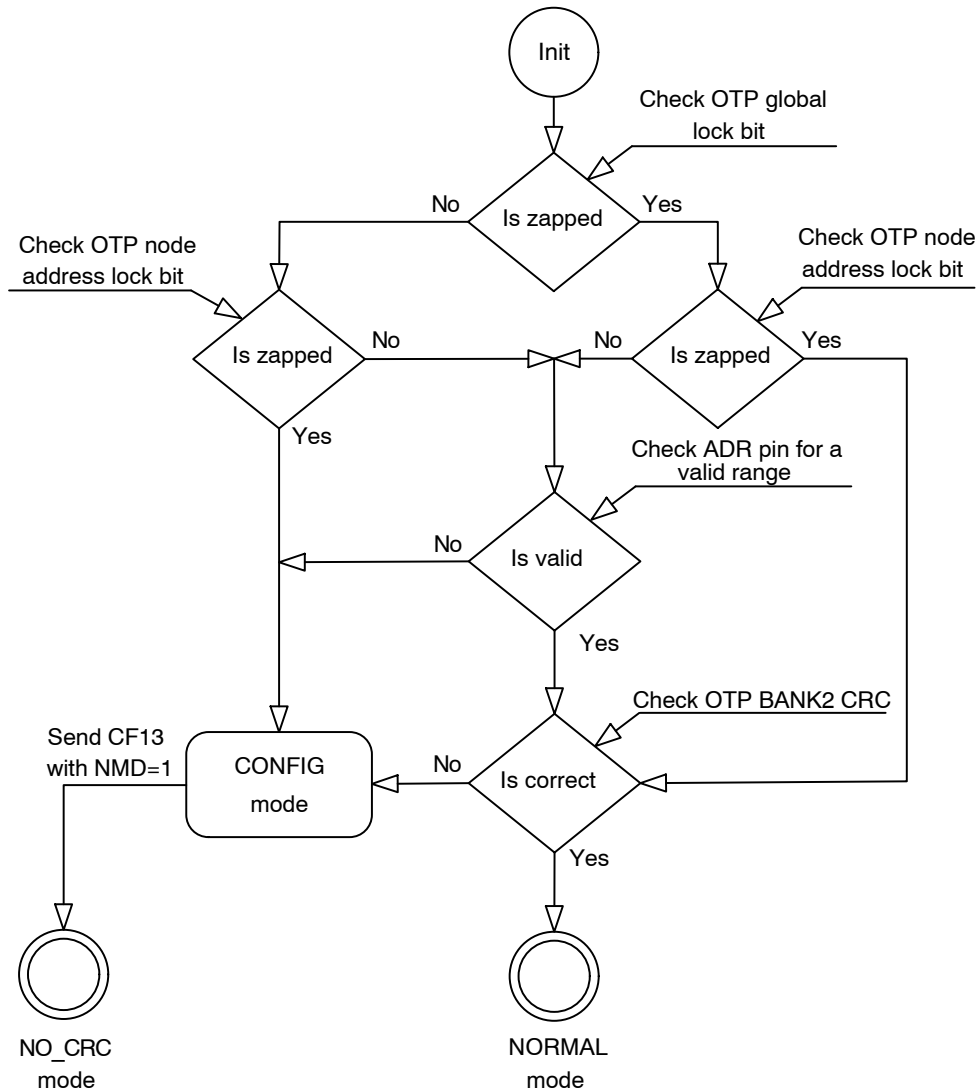 Init
Check OTP global
lock bit
No
Is zapped
Yes
Check OTP node
address lock bit
Check OTP node
address lock bit
Is zapped
No
No
Is zapped
Yes
Yes
Check ADR pin for a
valid range
No
Is valid
Yes
Check OTP BANK2 CRC
Send CF13
with NMD=1
CONFIG
mode
No
Is correct
Yes
NO_CRC
mode
NORMAL
mode